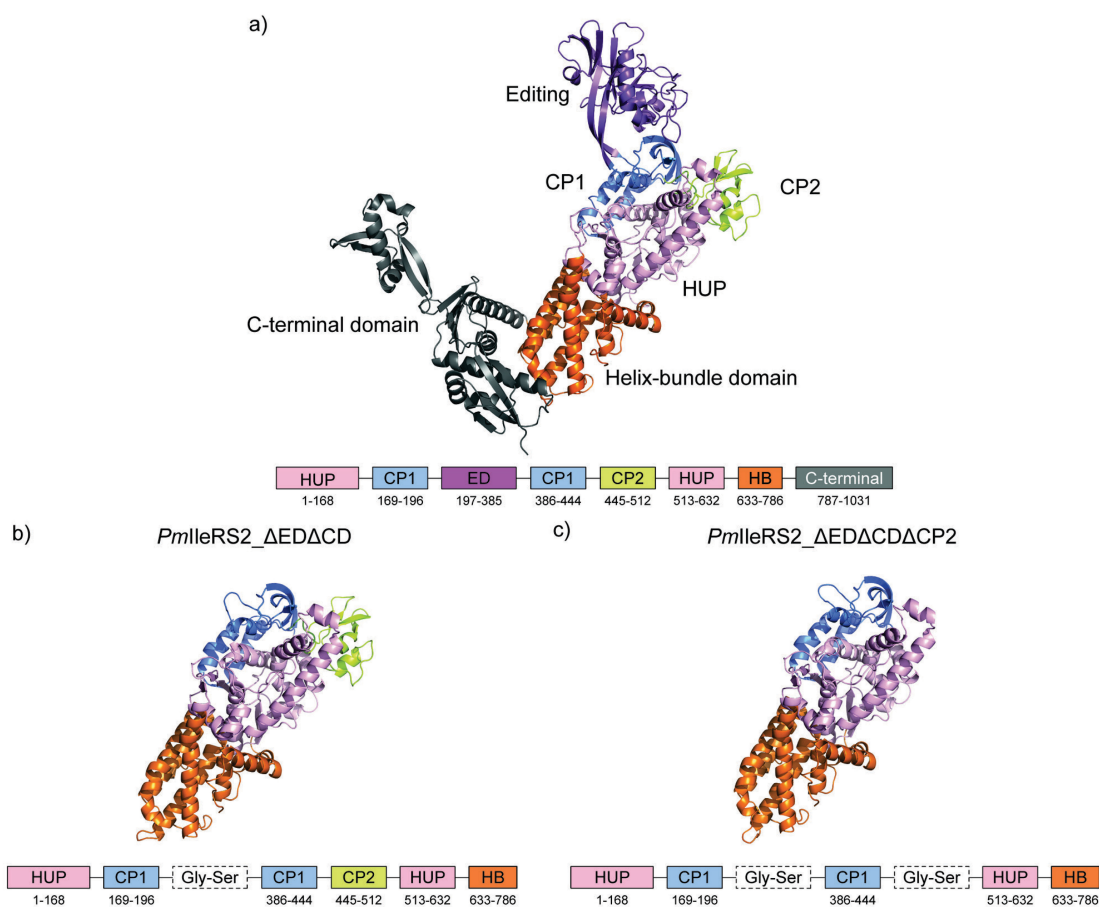 a)
Editing
CP1
CP2
HUP
C-terminal domain
Helix-bundle domain
HUP CP1 ED CP1 CP2 HUP HB C-terminal
1-168 169-196 197-385 386-444 445-512 513-632 633-786 787-1031
b)
PmIleRS2_ΔEDΔCD
HUP CP1 Gly-Ser CP1 CP2 HUP HB
1-168 169-196 386-444 445-512 513-632 633-786
c)
PmIleRS2_ΔEDΔCDΔCP2
HUP CP1 Gly-Ser CP1 Gly-Ser HUP HB
1-168 169-196 386-444 513-632 633-786